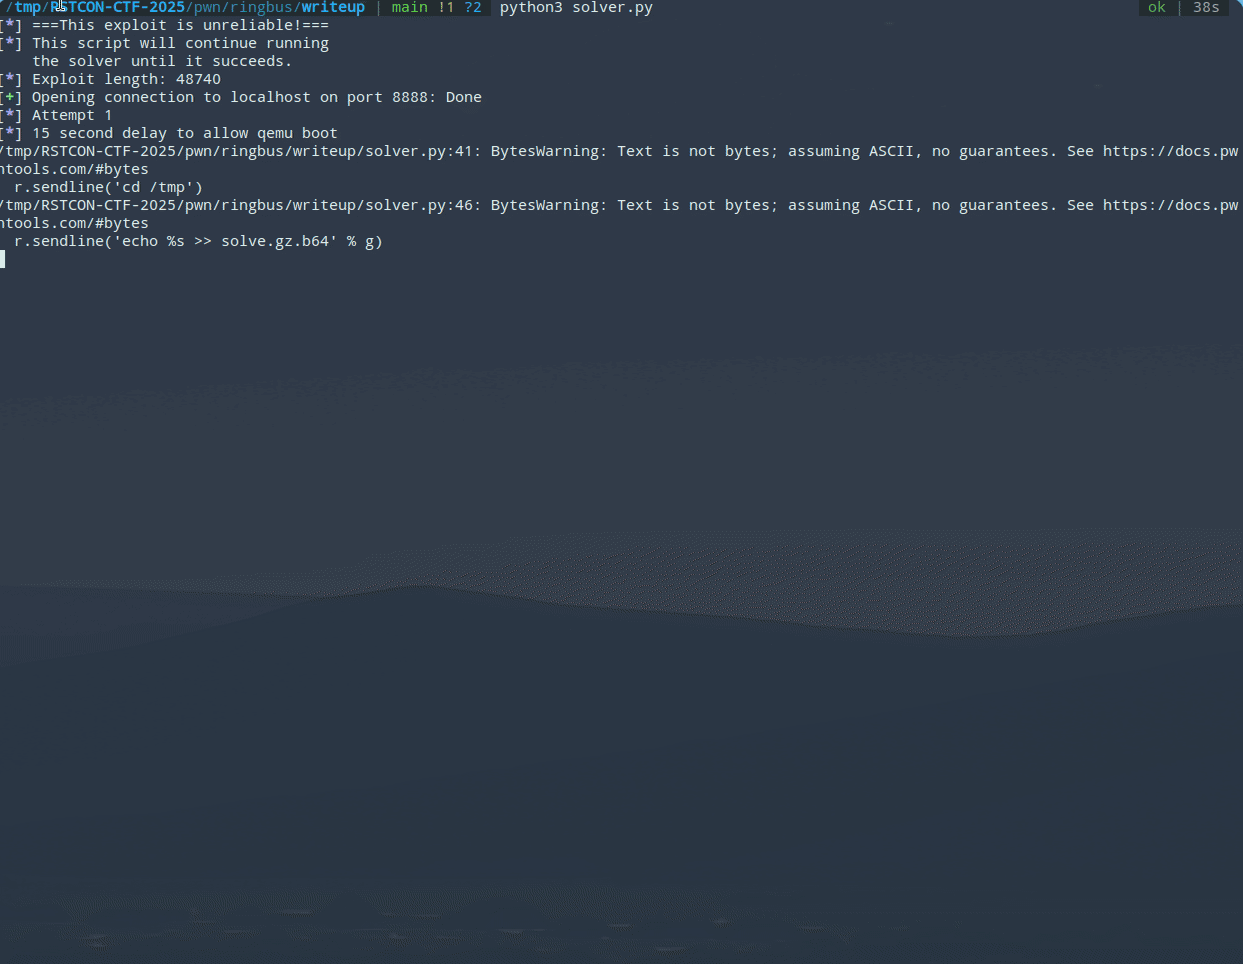 /tmp/RSTCON-CTF-2025/pwn/ringbus/writeup | main !1 ?2 python3 solver.py ok | 38s
[*] ===This exploit is unreliable!===
[*] This script will continue running
the solver until it succeeds.
[*] Exploit length: 48740
[+] Opening connection to localhost on port 8888: Done
[*] Attempt 1
[*] 15 second delay to allow qemu boot
/tmp/RSTCON-CTF-2025/pwn/ringbus/writeup/solver.py:41: BytesWarning: Text is not bytes; assuming ASCII, no guarantees. See https://docs.pw
ntools.com/#bytes
r.sendline('cd /tmp')
/tmp/RSTCON-CTF-2025/pwn/ringbus/writeup/solver.py:46: BytesWarning: Text is not bytes; assuming ASCII, no guarantees. See https://docs.pw
ntools.com/#bytes
r.sendline('echo %s >> solve.gz.b64' % g)